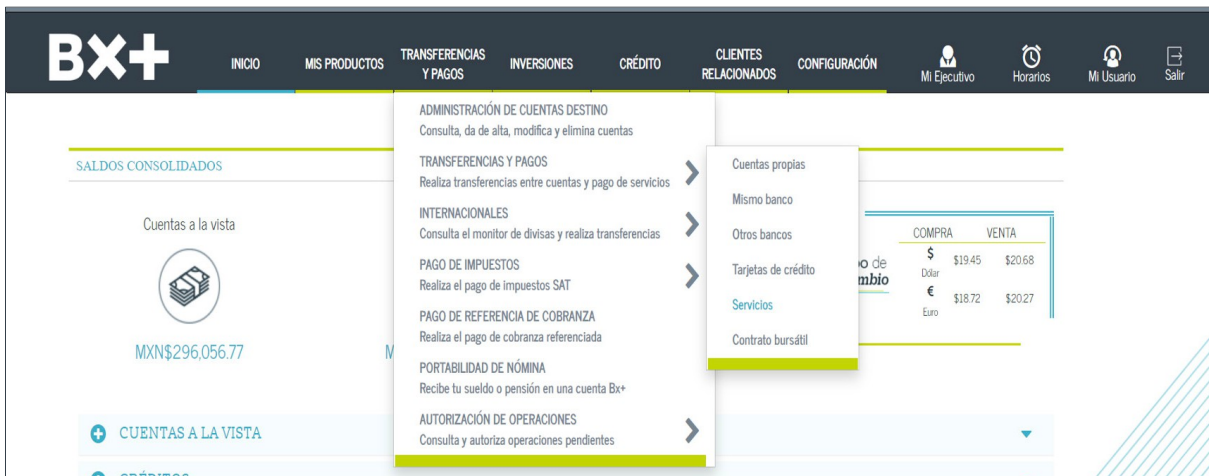 BX+
INICIO
MIS PRODUCTOS
TRANSFERENCIAS
Y PAGOS
INVERSIONES
CRÉDITO
CLIENTES
RELACIONADOS
CONFIGURACIÓN
Mi Ejecutivo
Horarios
Mi Usuario
Salir
ADMINISTRACIÓN DE CUENTAS DESTINO
Consulta, da de alta, modifica y elimina cuentas
TRANSFERENCIAS Y PAGOS
Realiza transferencias entre cuentas y pago de servicios
INTERNACIONALES
Consulta el monitor de divisas y realiza transferencias
PAGO DE IMPUESTOS
Realiza el pago de impuestos SAT
PAGO DE REFERENCIA DE COBRANZA
Realiza el pago de cobranza referenciada
PORTABILIDAD DE NÓMINA
Recibe tu sueldo o pensión en una cuenta Bx+
AUTORIZACIÓN DE OPERACIONES
Consulta y autoriza operaciones pendientes
Cuentas propias
Mismo banco
Otros bancos
Tarjetas de crédito
Servicios
Contrato bursátil
SALDOS CONSOLIDADOS
Cuentas a la vista
MXN$296,056.77
M
o de
mbio
COMPRA VENTA
$ $19.45 $20.68
Dólar
€ $18.72 $20.27
Euro
CUENTAS A LA VISTA
CRÉDITOS